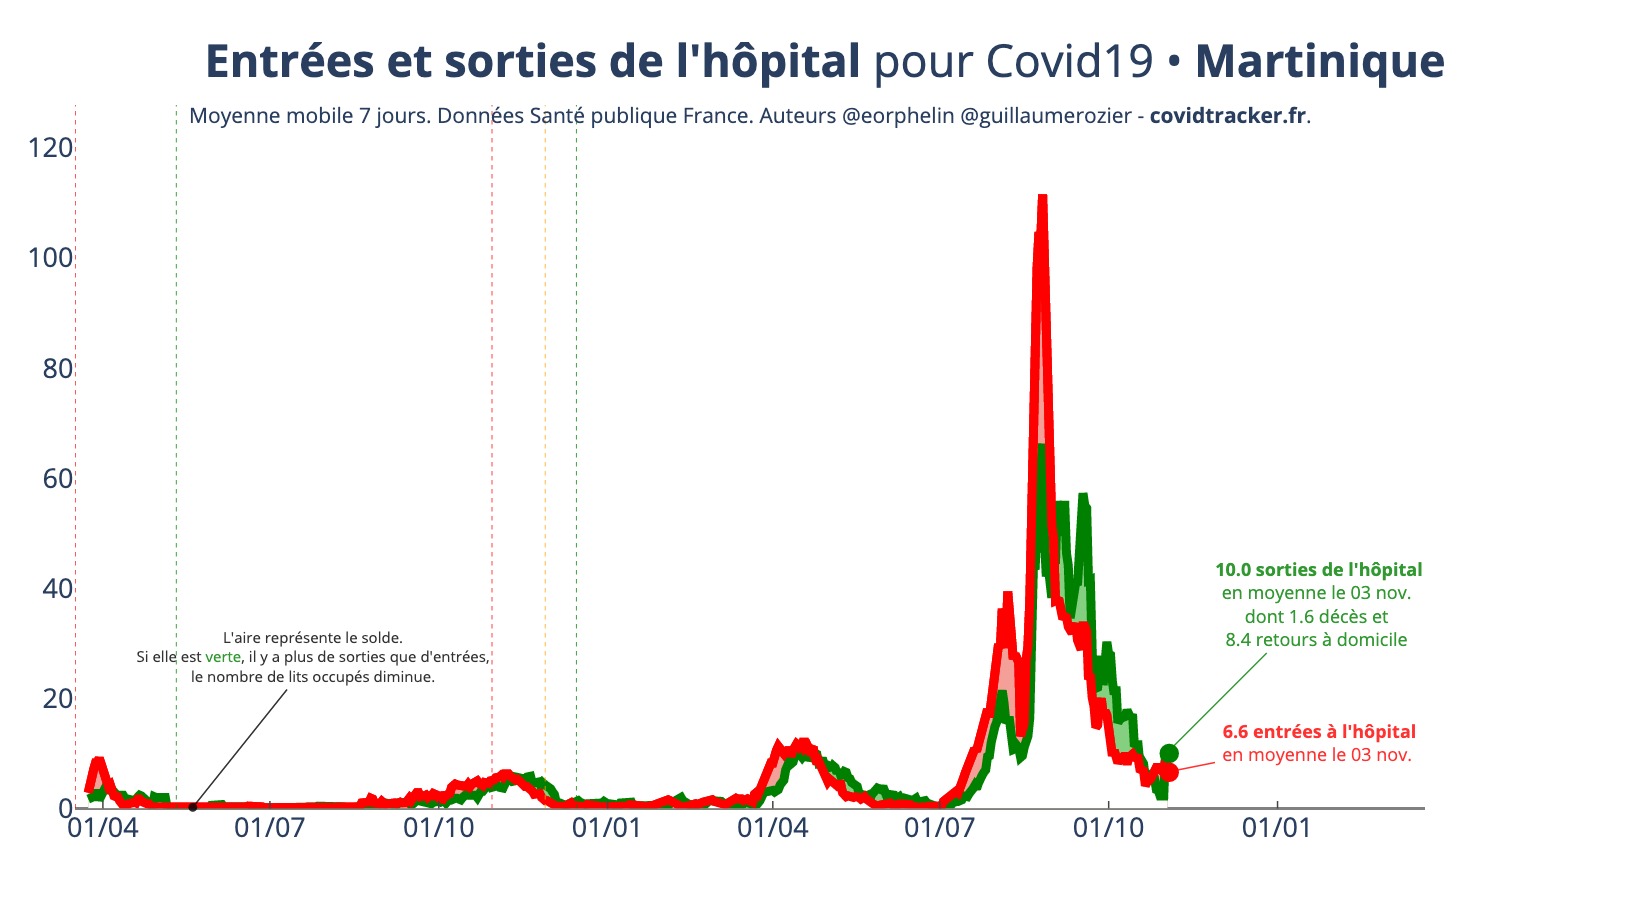 Entrées et sorties de l'hôpital pour Covid19 • Martinique
Moyenne mobile 7 jours. Données Santé publique France. Auteurs @eorphelin @guillaumerozier - covidtracker.fr.
120
100
80
60
40
20
0
10.0 sorties de l'hôpital
en moyenne le 03 nov.
dont 1.6 décès et
8.4 retours à domicile
L'aire représente le solde.
Si elle est verte, il y a plus de sorties que d'entrées,
le nombre de lits occupés diminue.
6.6 entrées à l'hôpital
en moyenne le 03 nov.
01/04 01/07 01/10 01/01 01/04 01/07 01/10 01/01